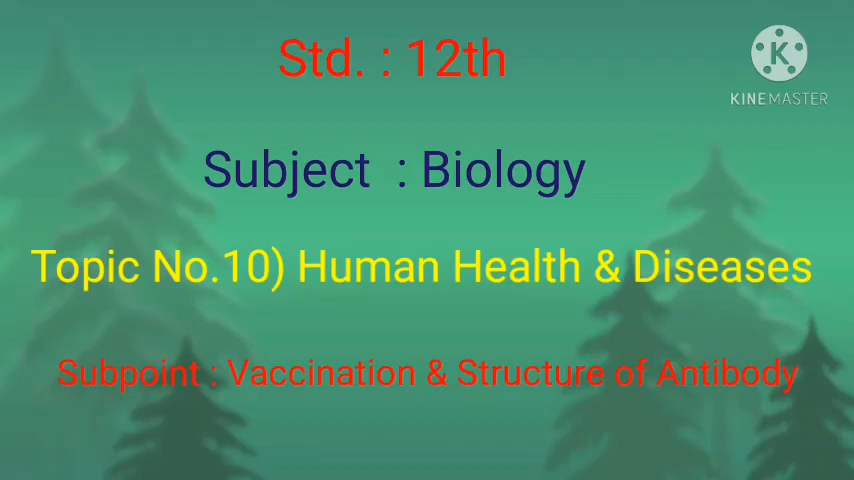 Std. : 12th
K
KINEMASTER
Subject : Biology
Topic No.10) Human Health & Diseases
Subpoint : Vaccination & Structure of Antibody